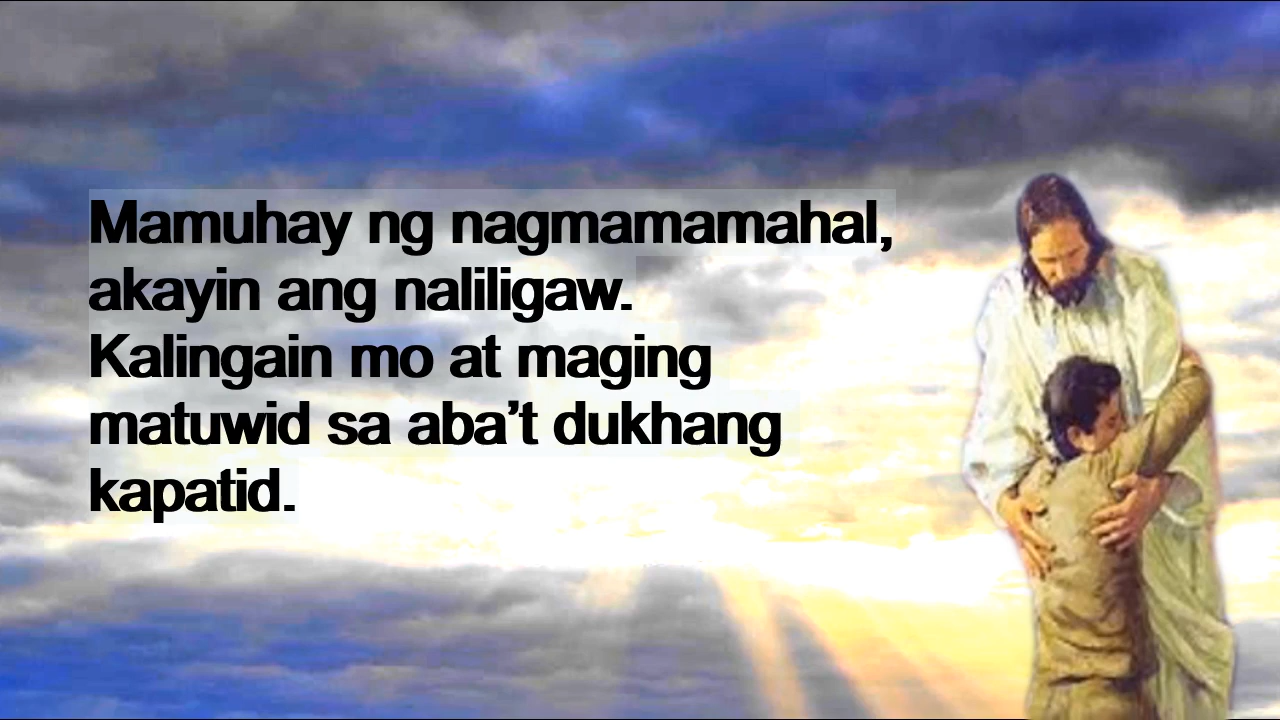 Mamuhay ng nagmamamahal,
akayin ang naliligaw.
Kalingain mo at maging
matuwid sa aba’t dukhang
kapatid.